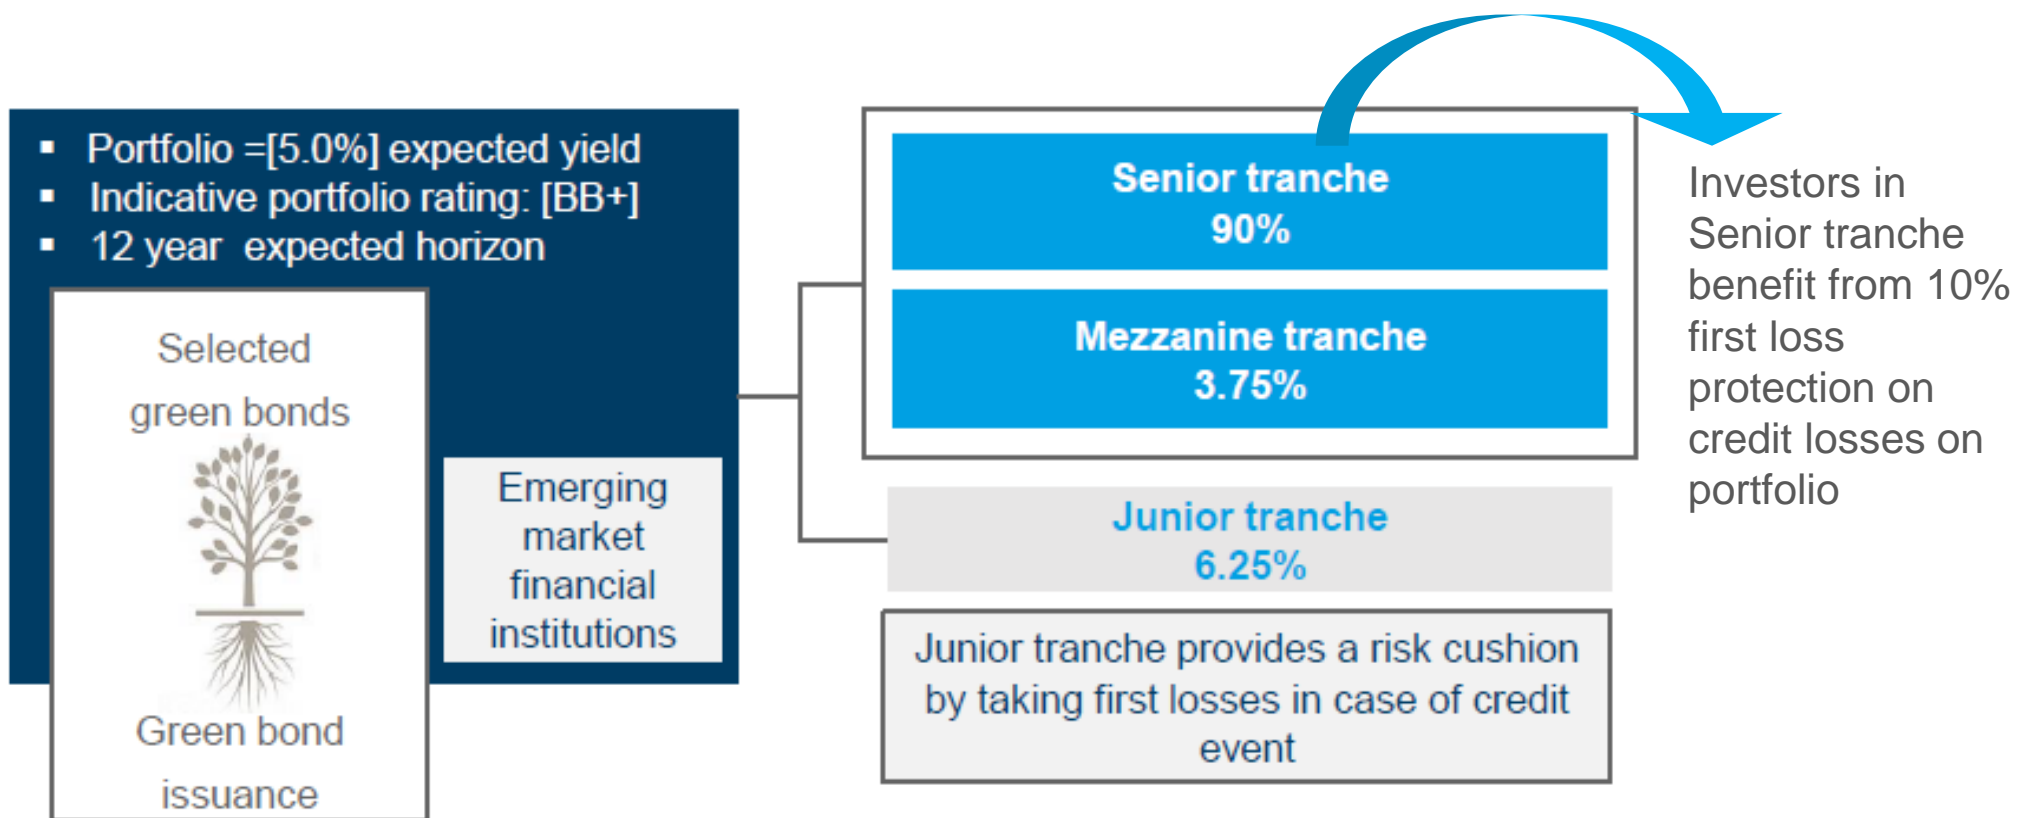 ▪ Portfolio =[5.0%] expected yield
▪ Indicative portfolio rating: [BB+]
▪ 12 year expected horizon
Selected
green bonds
Green bond
issuance
Emerging
market
financial
institutions
Senior tranche
90%
Mezzanine tranche
3.75%
Junior tranche
6.25%
Junior tranche provides a risk cushion
by taking first losses in case of credit
event
Investors in
Senior tranche
benefit from 10%
first loss
protection on
credit losses on
portfolio